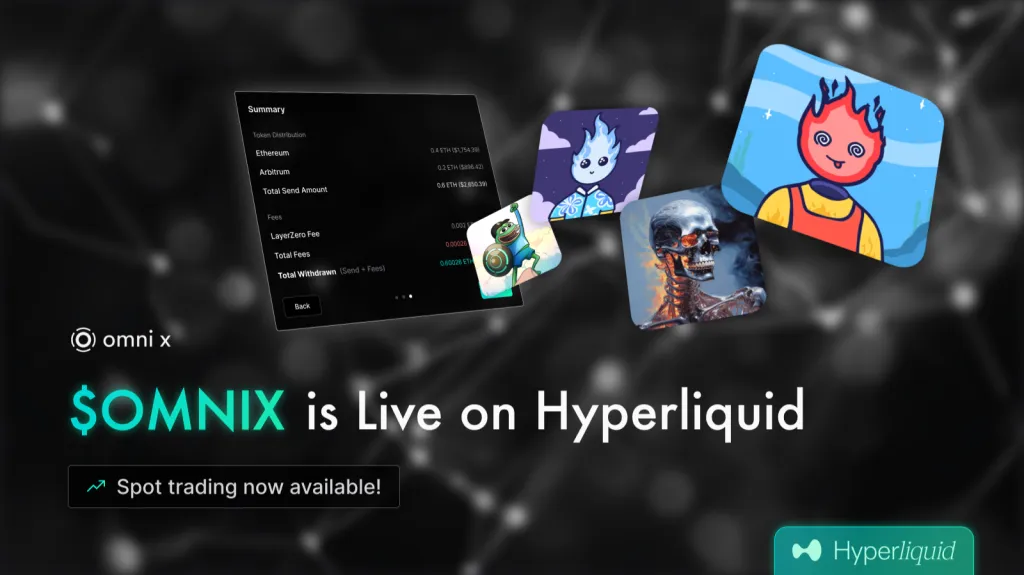 Summary
Token Distribution
Ethereum 0.4 ETH ($1,754.39)
Arbitrum 0.2 ETH ($896.42)
Total Send Amount 0.6 ETH ($2,650.39)
Fees
LayerZero Fee
Total Fees
Total Withdrawn (Send + Fees)
Back
omni x
$OMNIX is Live on Hyperliquid
Spot trading now available!
Hyperliquid